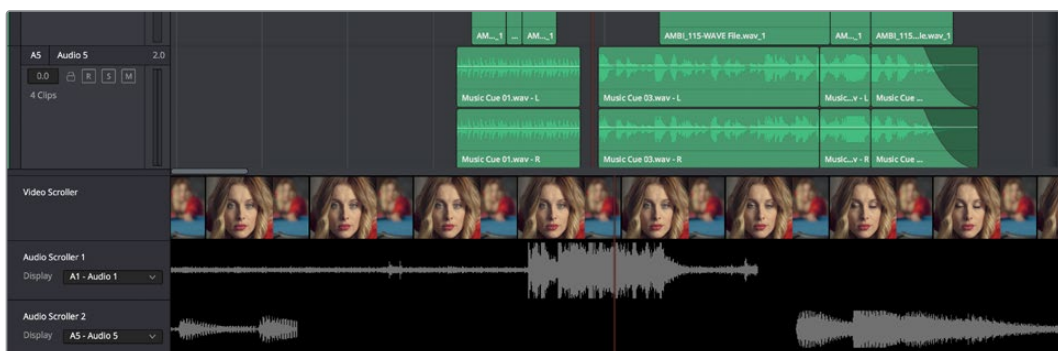 AM..._1
...
AM..._1
AMBI_115-WAVE File.wav_1
AM..._1
AMBI_115...le.wav_1
A5 Audio 5 2.0
0.0 R S M
4 Clips
Music Cue 01.wav - L
Music Cue 03.wav - L
Music...v - L
Music Cue ...
Music Cue 01.wav - R
Music Cue 03.wav - R
Music...v - R
Music Cue ...
Video Scroller
Audio Scroller 1
Display A1 - Audio 1
Audio Scroller 2
Display A5 - Audio 5